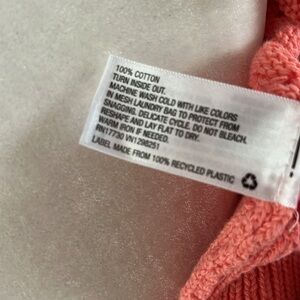 100% COTTON
TURN INSIDE OUT.
MACHINE WASH COLD WITH LIKE COLORS
IN MESH LAUNDRY BAG TO PROTECT FROM
SNAGGING. DELICATE CYCLE. DO NOT BLEACH.
RESHAPE AND LAY FLAT TO DRY.
WARM IRON IF NEEDED.
RN17730 VN1298251
LABEL MADE FROM 100% RECYCLED PLASTIC